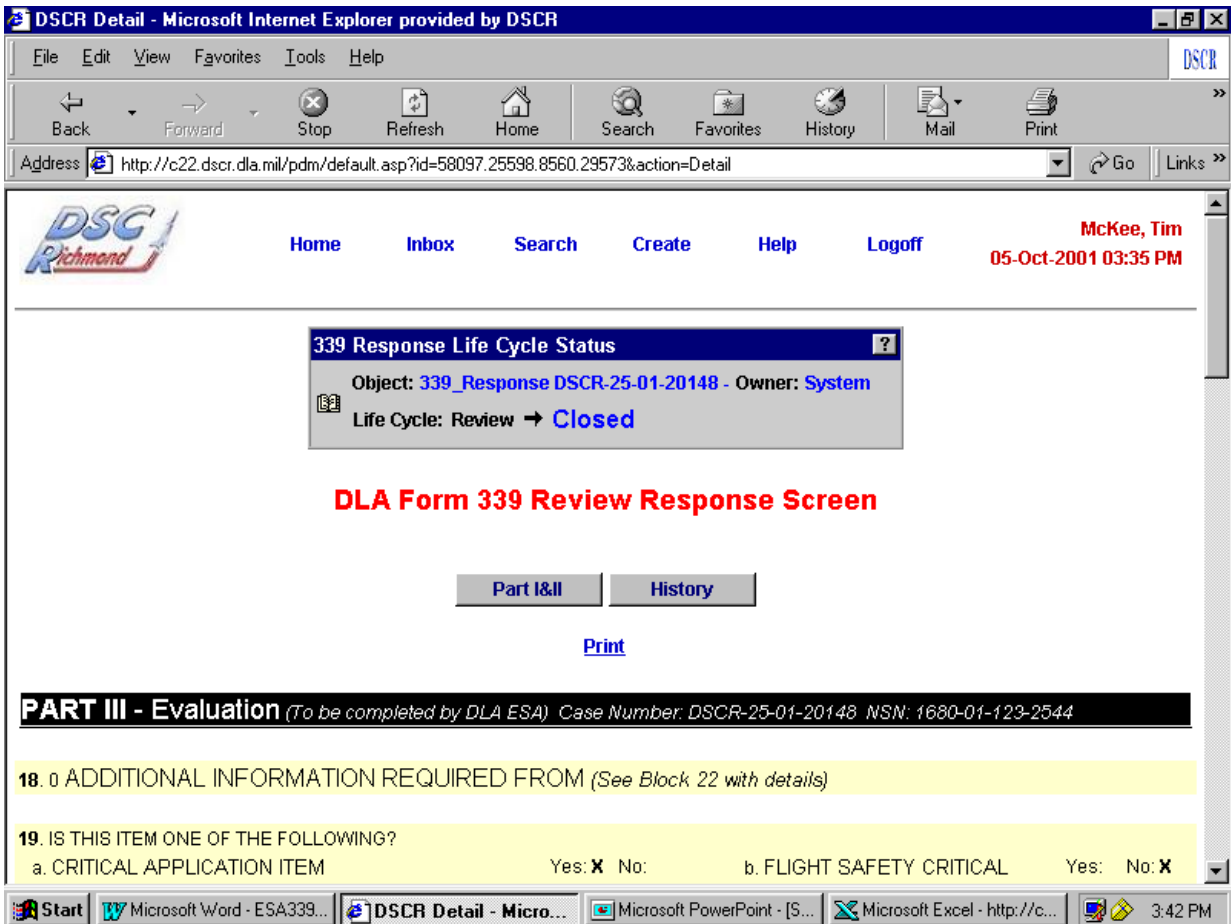 DSCR Detail - Microsoft Internet Explorer provided by DSCR
File Edit View Favorites Tools Help
DSCR
Back Forward Stop Refresh Home Search Favorites History Mail Print »
Address http://c22.dscr.dla.mil/pdm/default.asp?id=58097.25598.8560.29573&action=Detail Go Links »
DSC Richmond
Home Inbox Search Create Help Logoff
McKee, Tim
05-Oct-2001 03:35 PM
339 Response Life Cycle Status ?
Object: 339_Response DSCR-25-01-20148 - Owner: System
Life Cycle: Review → Closed
DLA Form 339 Review Response Screen
Part I&II History
Print
PART III - Evaluation (To be completed by DLA ESA) Case Number: DSCR-25-01-20148 NSN: 1680-01-123-2544
18. 0 ADDITIONAL INFORMATION REQUIRED FROM (See Block 22 with details)
19. IS THIS ITEM ONE OF THE FOLLOWING?
a. CRITICAL APPLICATION ITEM Yes: X No: b. FLIGHT SAFETY CRITICAL Yes: No: X
Start Microsoft Word - ESA339... DSCR Detail - Micro... Microsoft PowerPoint - [S... Microsoft Excel - http://c... 3:42 PM